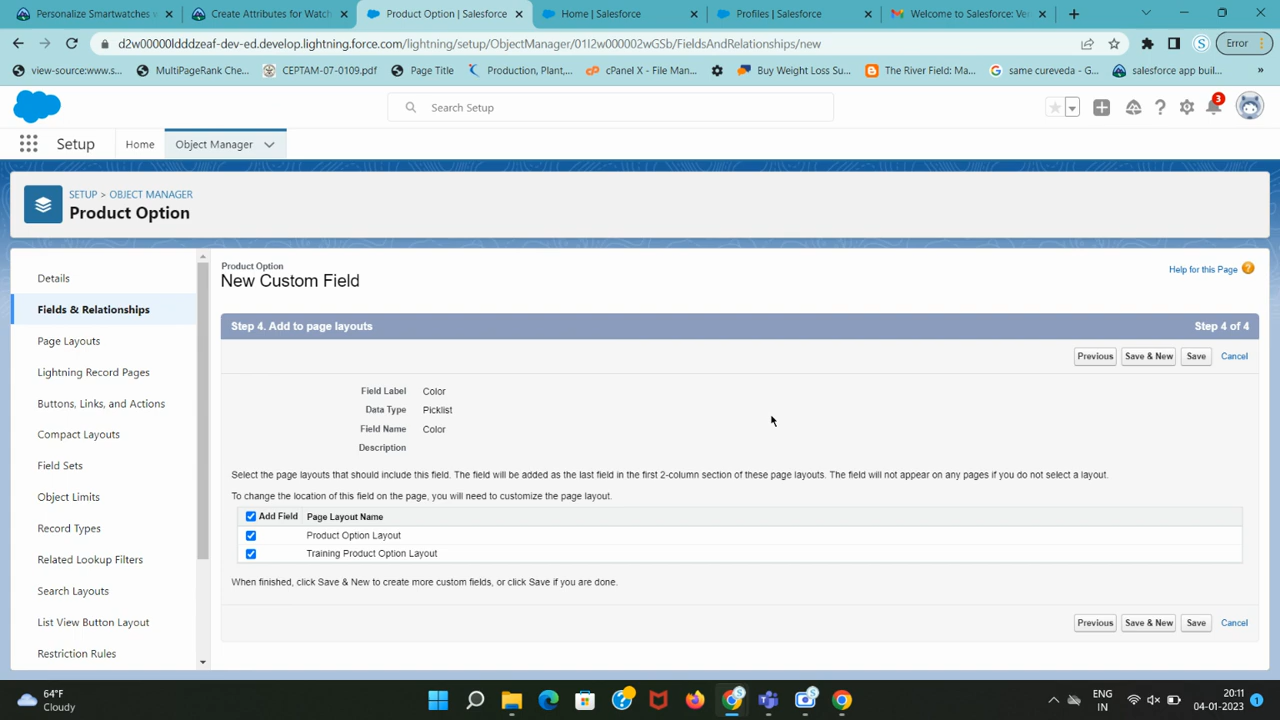 Personalize Smartwatches
Create Attributes for Watch
Product Option | Salesforce
Home | Salesforce
Profiles | Salesforce
Welcome to Salesforce: Ver
d2w00000ldddzeaf-dev-ed.develop.lightning.force.com/lightning/setup/ObjectManager/01I2w000002wGSb/FieldsAndRelationships/new
S
Error
view-source:www.s...
MultiPageRank Che...
CEPTAM-07-0109.pdf
Page Title
Production, Plant,...
cPanel X - File Man...
Buy Weight Loss Su...
The River Field: Ma...
same cureveda - G...
salesforce app buil...
»
Search Setup
3
Setup
Home
Object Manager
SETUP > OBJECT MANAGER
Product Option
Details
Fields & Relationships
Page Layouts
Lightning Record Pages
Buttons, Links, and Actions
Compact Layouts
Field Sets
Object Limits
Record Types
Related Lookup Filters
Search Layouts
List View Button Layout
Restriction Rules
Product Option
New Custom Field
Help for this Page
Step 4. Add to page layouts
Step 4 of 4
Previous Save & New Save Cancel
Field Label Color
Data Type Picklist
Field Name Color
Description
Select the page layouts that should include this field. The field will be added as the last field in the first 2-column section of these page layouts. The field will not appear on any pages if you do not select a layout.
To change the location of this field on the page, you will need to customize the page layout.
Add Field Page Layout Name
Product Option Layout
Training Product Option Layout
When finished, click Save & New to create more custom fields, or click Save if you are done.
Previous Save & New Save Cancel
64°F
Cloudy
ENG
IN
20:11
04-01-2023
1